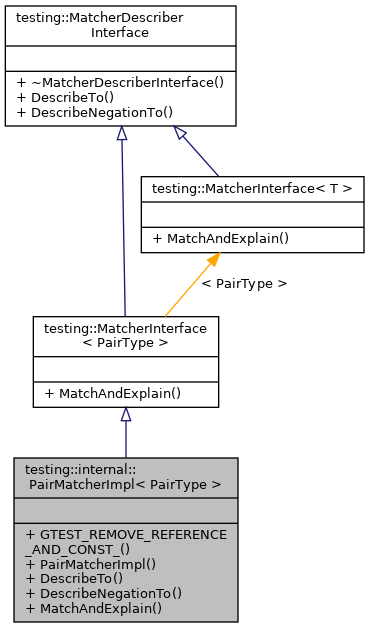 testing::MatcherDescriber
Interface
+ ~MatcherDescriberInterface()
+ DescribeTo()
+ DescribeNegationTo()
testing::MatcherInterface< T >
+ MatchAndExplain()
< PairType >
testing::MatcherInterface
< PairType >
+ MatchAndExplain()
testing::internal::
PairMatcherImpl< PairType >
+ GTEST_REMOVE_REFERENCE
_AND_CONST_()
+ PairMatcherImpl()
+ DescribeTo()
+ DescribeNegationTo()
+ MatchAndExplain()